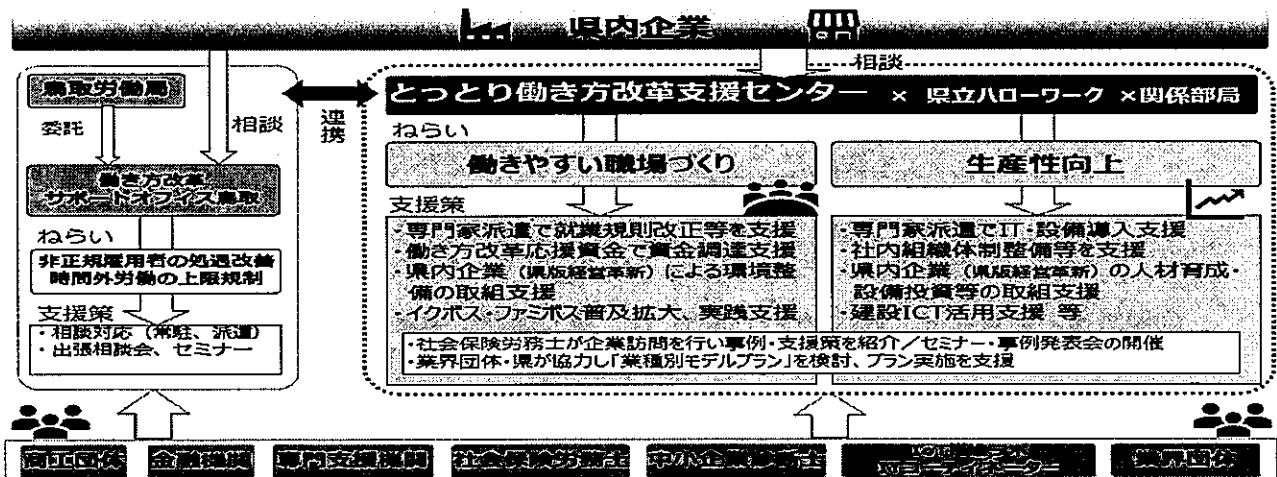 県内企業
相談
鳥取労働局
委託
相談
連携
とっとり働き方改革支援センター × 県立ハローワーク ×関係部局
ねらい
働きやすい職場づくり
生産性向上
働き方改革
サポートオフィス鳥取
ねらい
非正規雇用者の処遇改善
時間外労働の上限規制
支援策
・相談対応（常駐、派遣）
・出張相談会、セミナー
支援策
・専門家派遣で就業規則改正等を支援
・働き方改革応援資金で資金調達支援
・県内企業（県版経営革新）による環境整
備の取組支援
・イクボス・ファミボス普及拡大、実践支援
・専門家派遣でIT・設備導入支援
・社内組織体制整備等を支援
・県内企業（県版経営革新）の人材育成・
設備投資等の取組支援
・建設ICT活用支援 等
・社会保険労務士が企業訪問を行い事例・支援策を紹介／セミナー・事例発表会の開催
・業界団体・県が協力し「業種別モデルプラン」を検討、プラン実施を支援
商工団体
金融機関
専門支援機関
社会保険労務士
中小企業診断士
業界団体